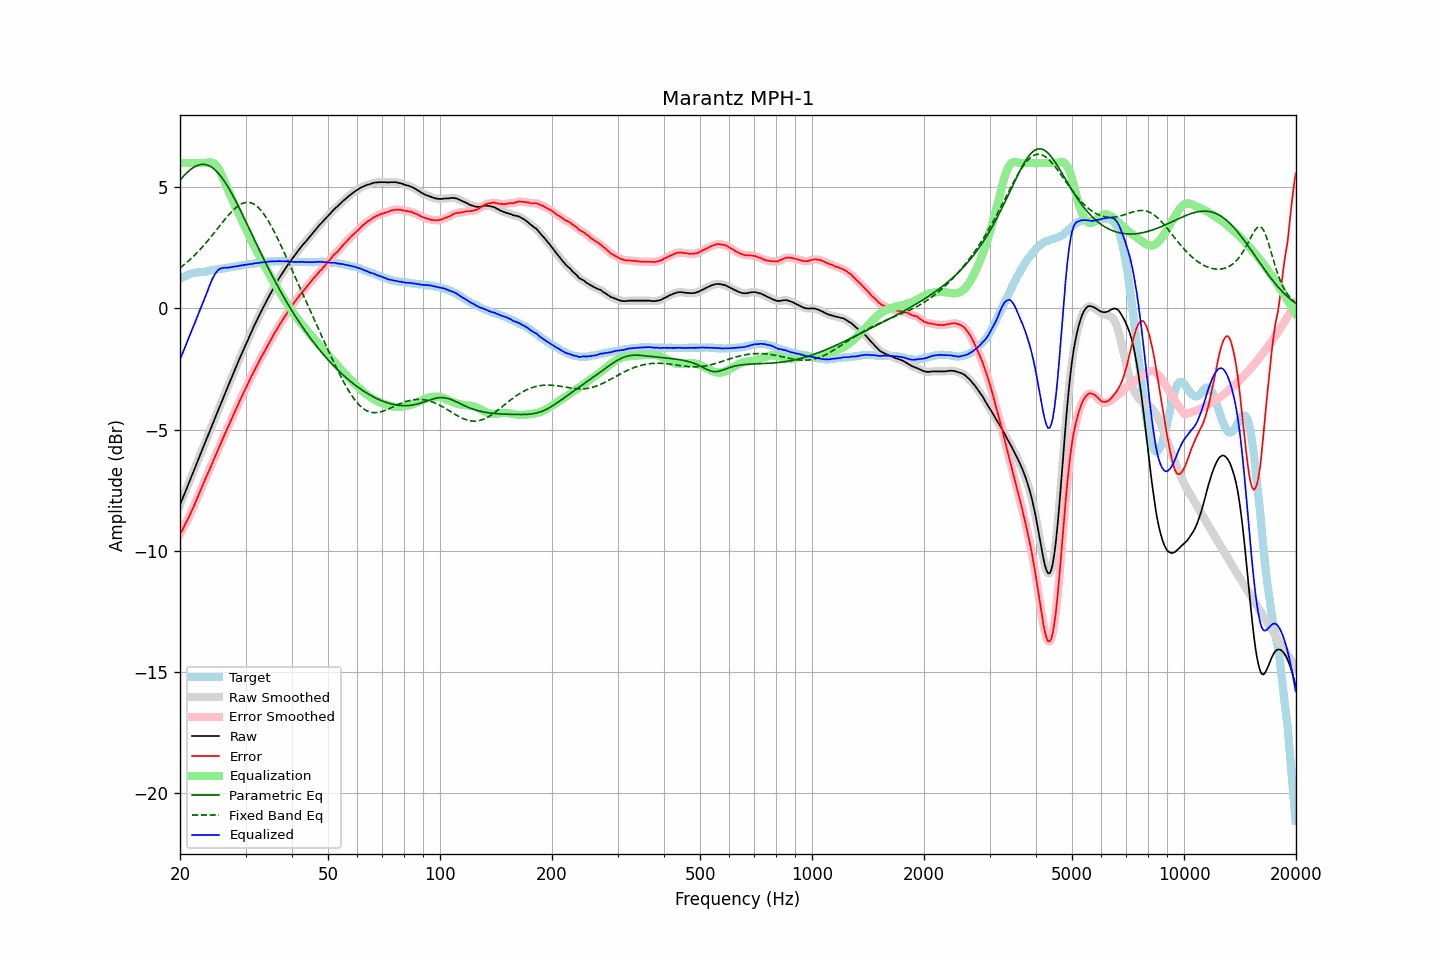 Marantz MPH-1
5
0
−5
−10
−15
−20
Amplitude (dBr)
Target
Raw Smoothed
Error Smoothed
Raw
Error
Equalization
Parametric Eq
Fixed Band Eq
Equalized
20 50 100 200 500 1000 2000 5000 10000 20000
Frequency (Hz)